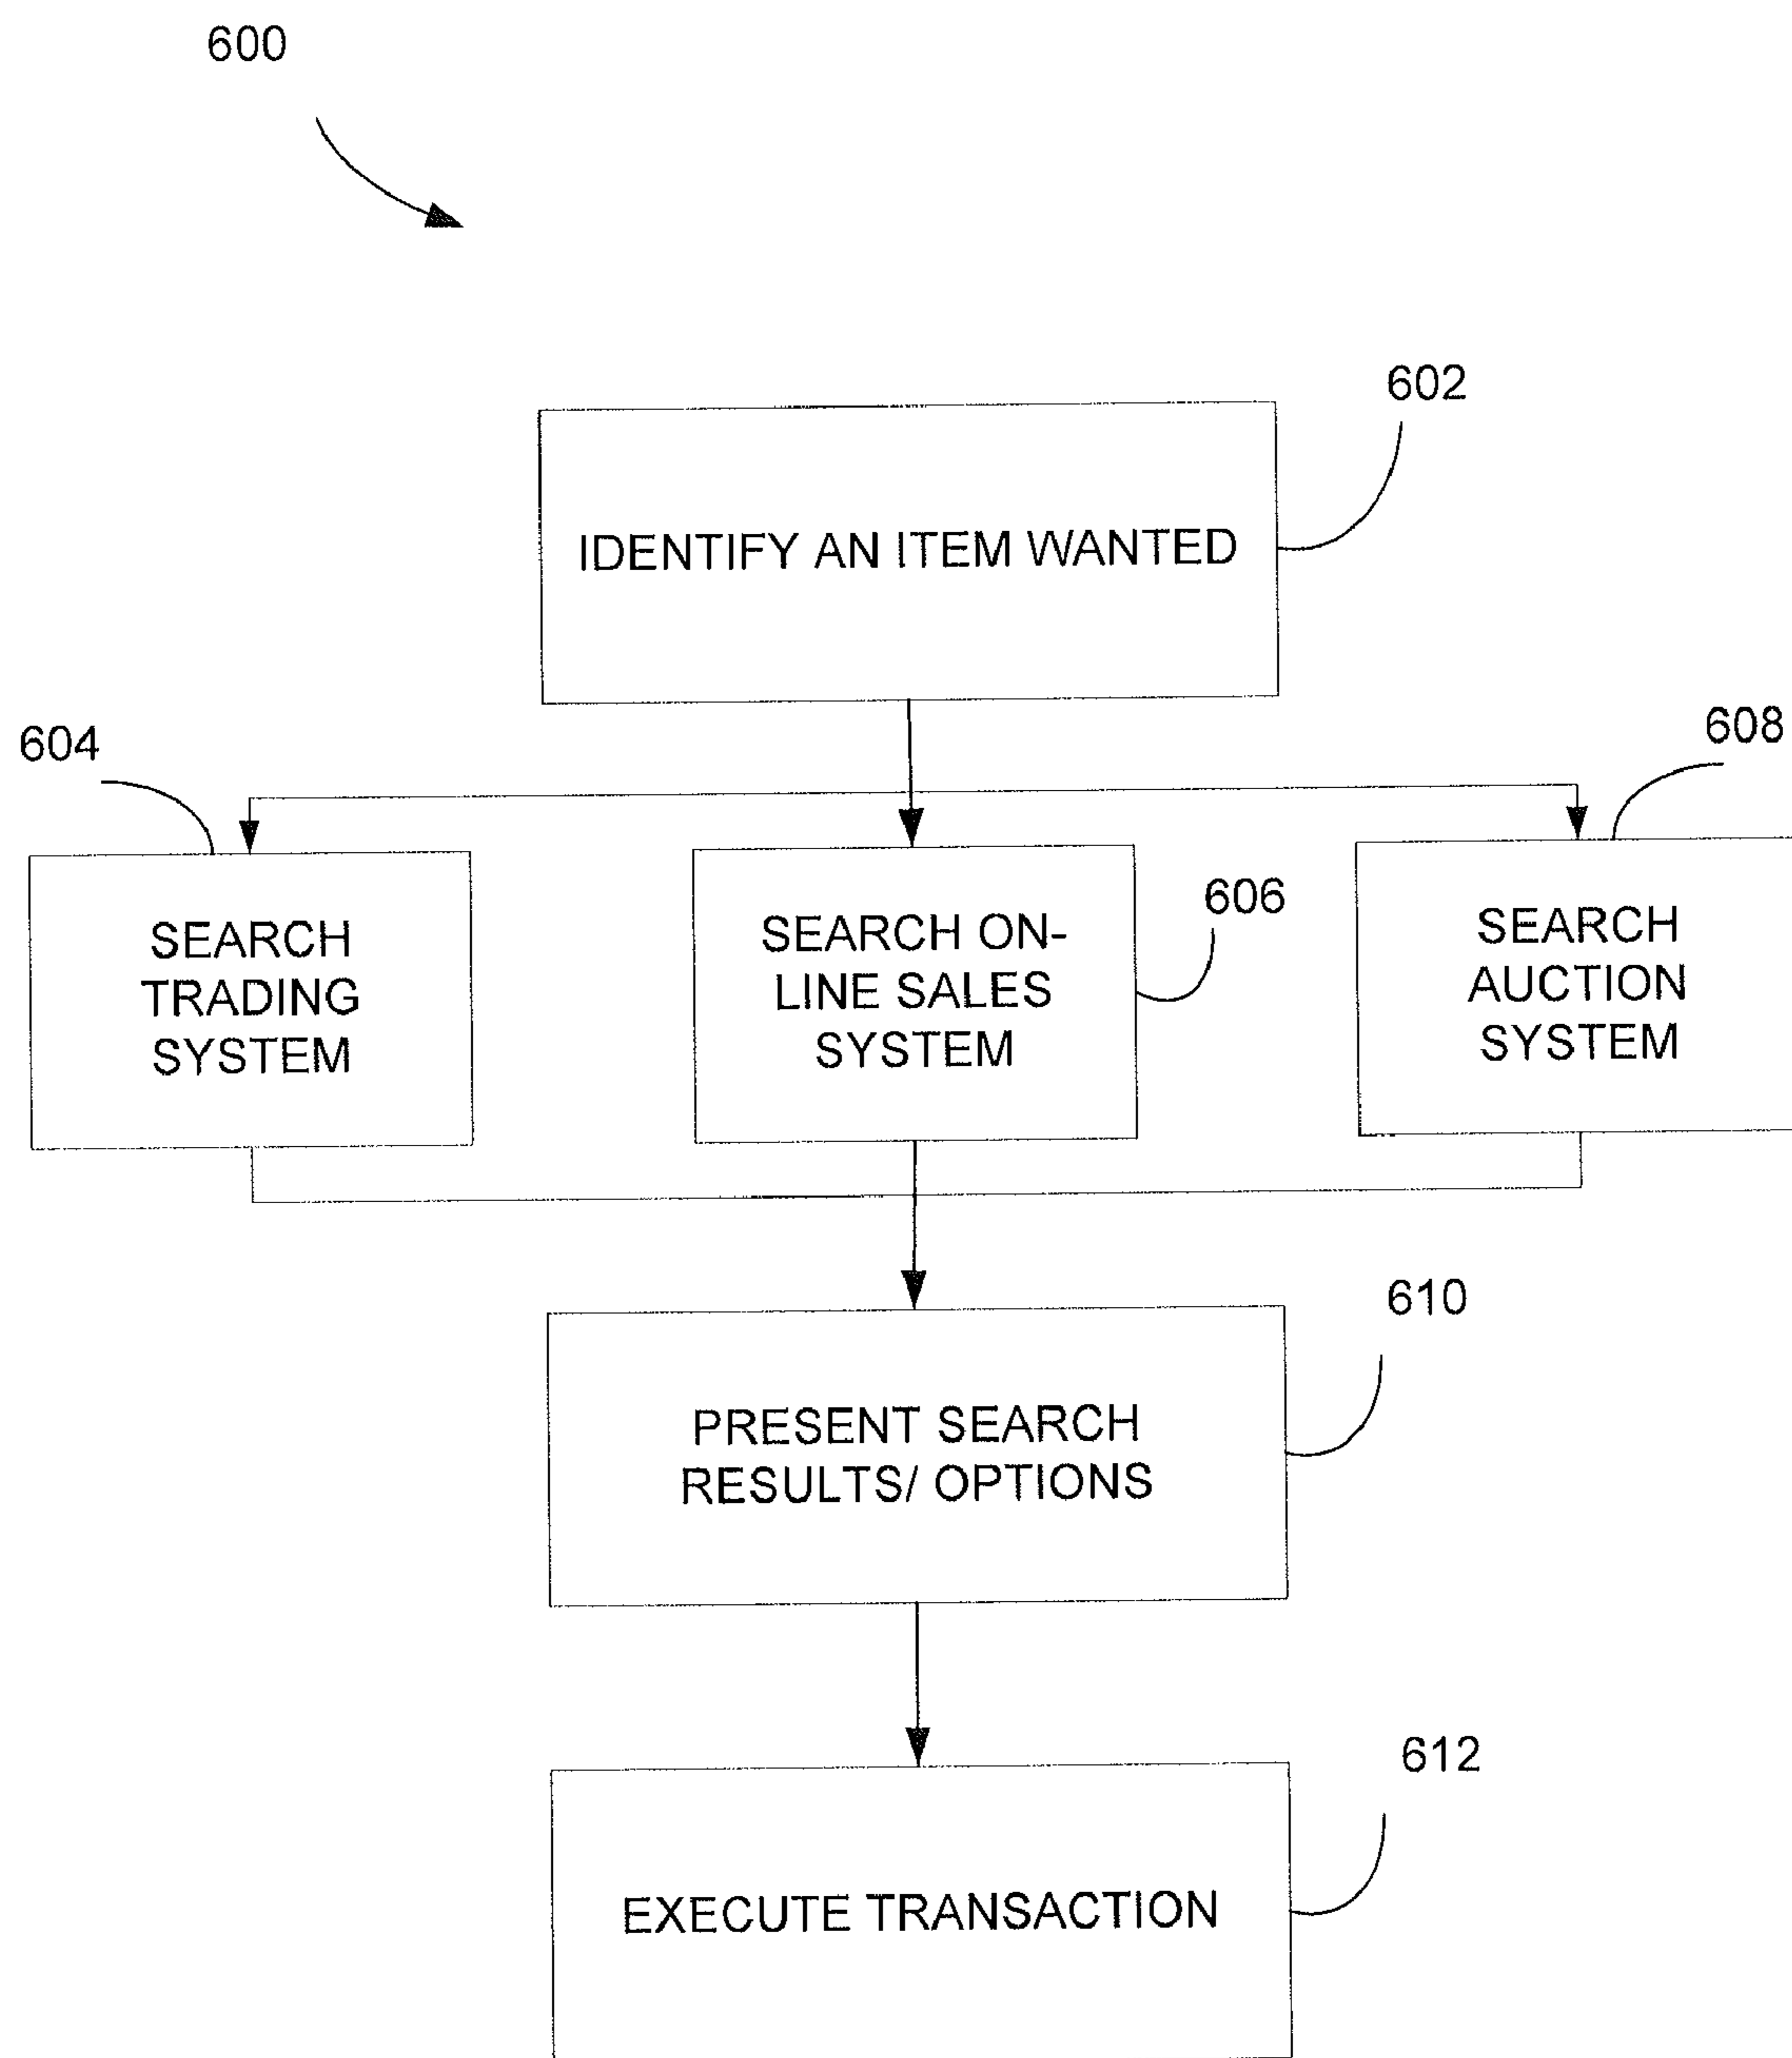 600
602
IDENTIFY AN ITEM WANTED
604
608
606
SEARCH
TRADING
SYSTEM
SEARCH ON-
LINE SALES
SYSTEM
SEARCH
AUCTION
SYSTEM
610
PRESENT SEARCH
RESULTS/ OPTIONS
612
EXECUTE TRANSACTION